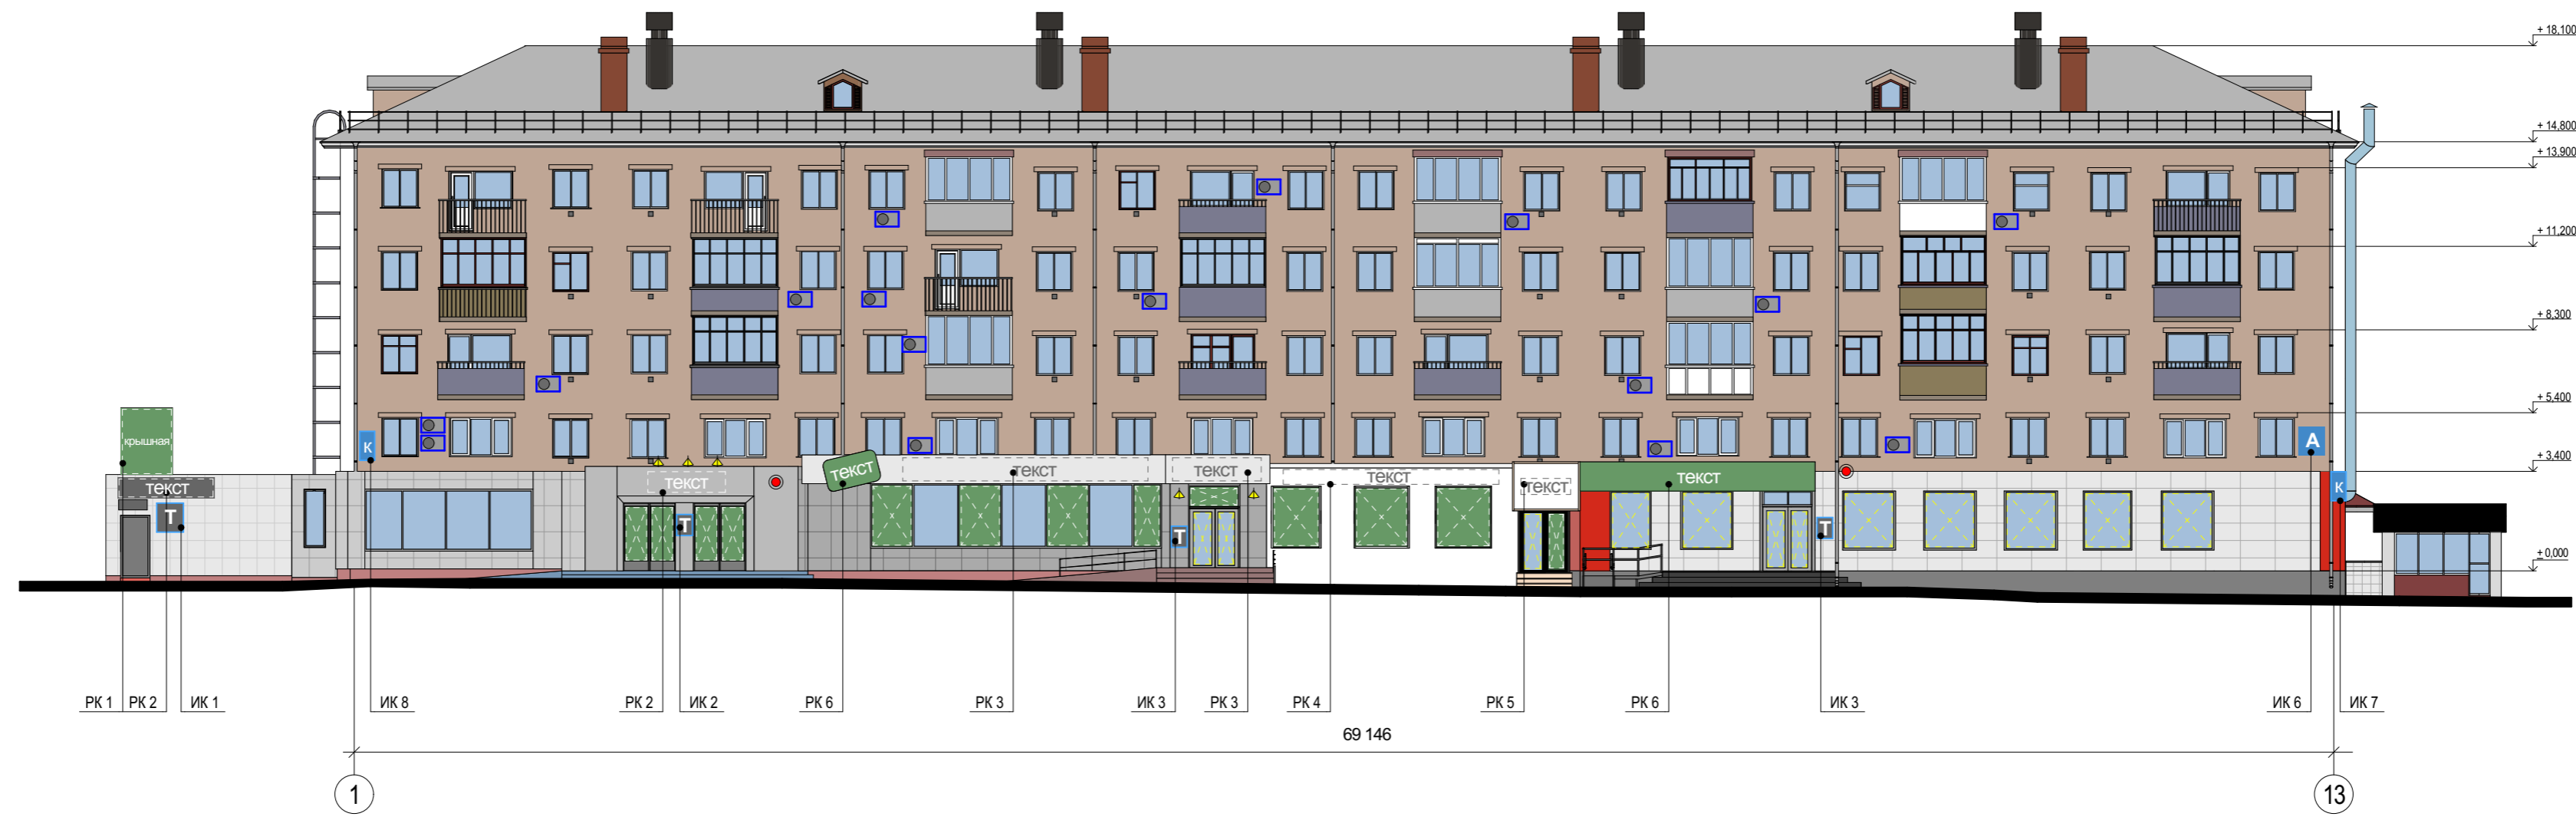 + 18,100
+ 14,800
+ 13,900
+ 11,200
+ 8,300
+ 5,400
крышная
К
А
+ 3,400
текст
текст
текст
текст
текст
текст
текст
текст
К
Т
Т
Т
Т
+ 0,000
РК 1
РК 2
ИК 1
ИК 8
РК 2
ИК 2
РК 6
РК 3
ИК 3
РК 3
РК 4
РК 5
РК 6
ИК 3
ИК 6
ИК 7
69 146
1
13